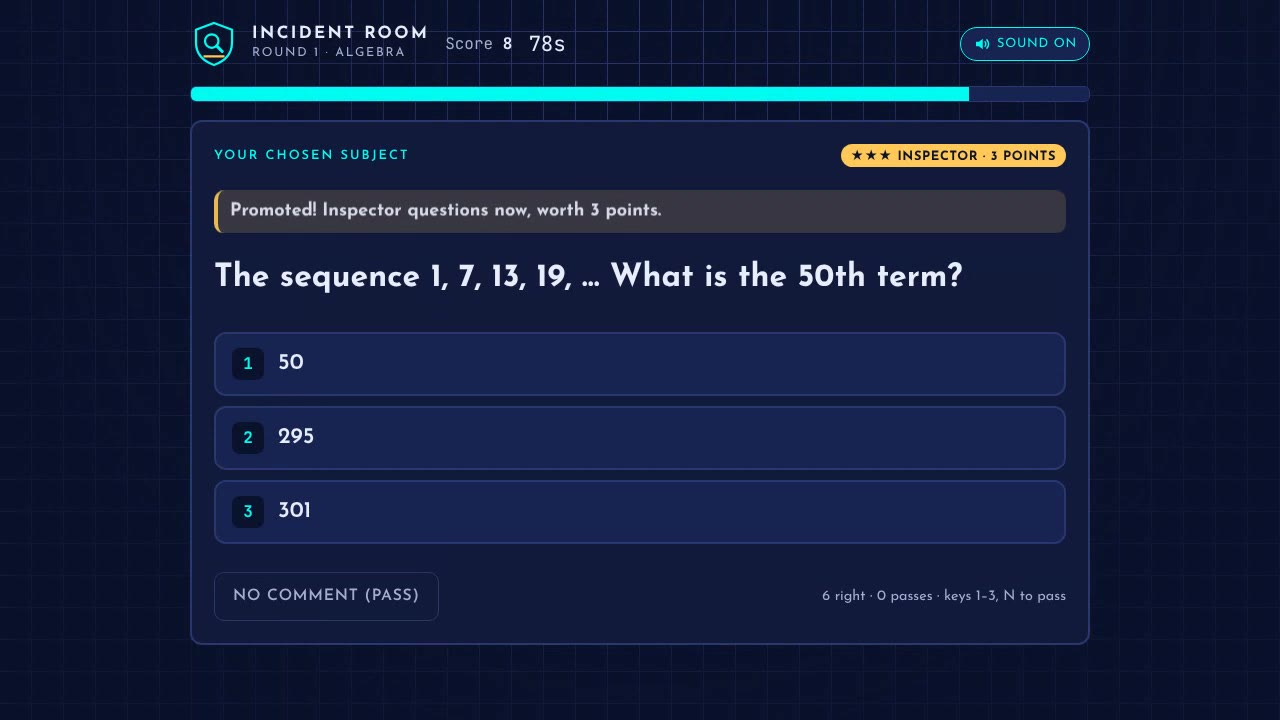 INCIDENT ROOM
ROUND 1 · ALGEBRA
Score 8 78s
SOUND ON
YOUR CHOSEN SUBJECT
★★★ INSPECTOR · 3 POINTS
Promoted! Inspector questions now, worth 3 points.
The sequence 1, 7, 13, 19, … What is the 50th term?
1 50
2 295
3 301
NO COMMENT (PASS)
6 right · 0 passes · keys 1–3, N to pass